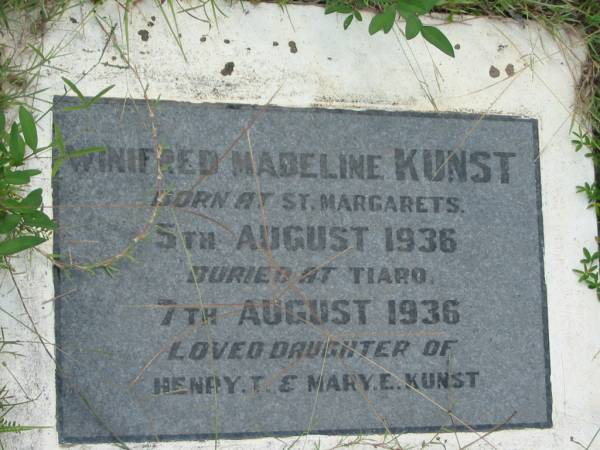 WINIFRED MADELINE KUNST
BORN AT ST. MARGARETS.
5TH AUGUST 1936
BURIED AT TIARO.
7TH AUGUST 1936
LOVED DAUGHTER OF
HENRY. T. & MARY. E. KUNST